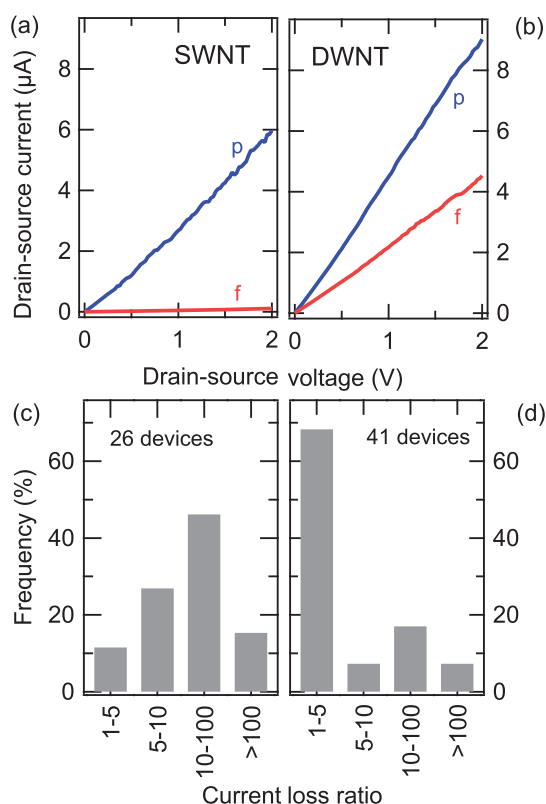 (a)
SWNT
DWNT
(b)
p
f
p
f
8
6
4
2
0
8
6
4
2
0
0
1
2
0
1
2
Drain-source current (μA)
Drain-source voltage (V)
(c)
26 devices
41 devices
(d)
60
40
20
0
60
40
20
0
Frequency (%)
1-5
5-10
10-100
>100
1-5
5-10
10-100
>100
Current loss ratio